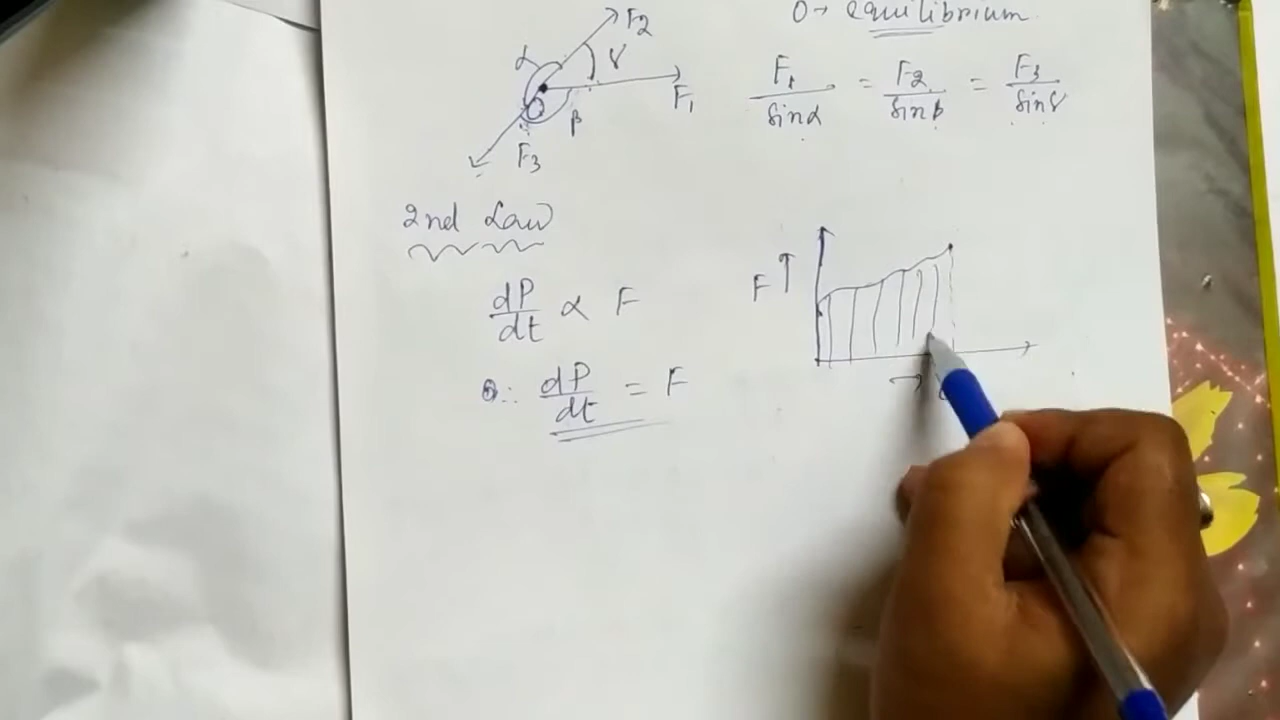 O → equilibrium
F2
α
γ
F1
β
O
F3
F1/sinα = F2/sinβ = F3/sinγ
2nd Law
dP/dt ∝ F
∴ dP/dt = F
F ↑
→